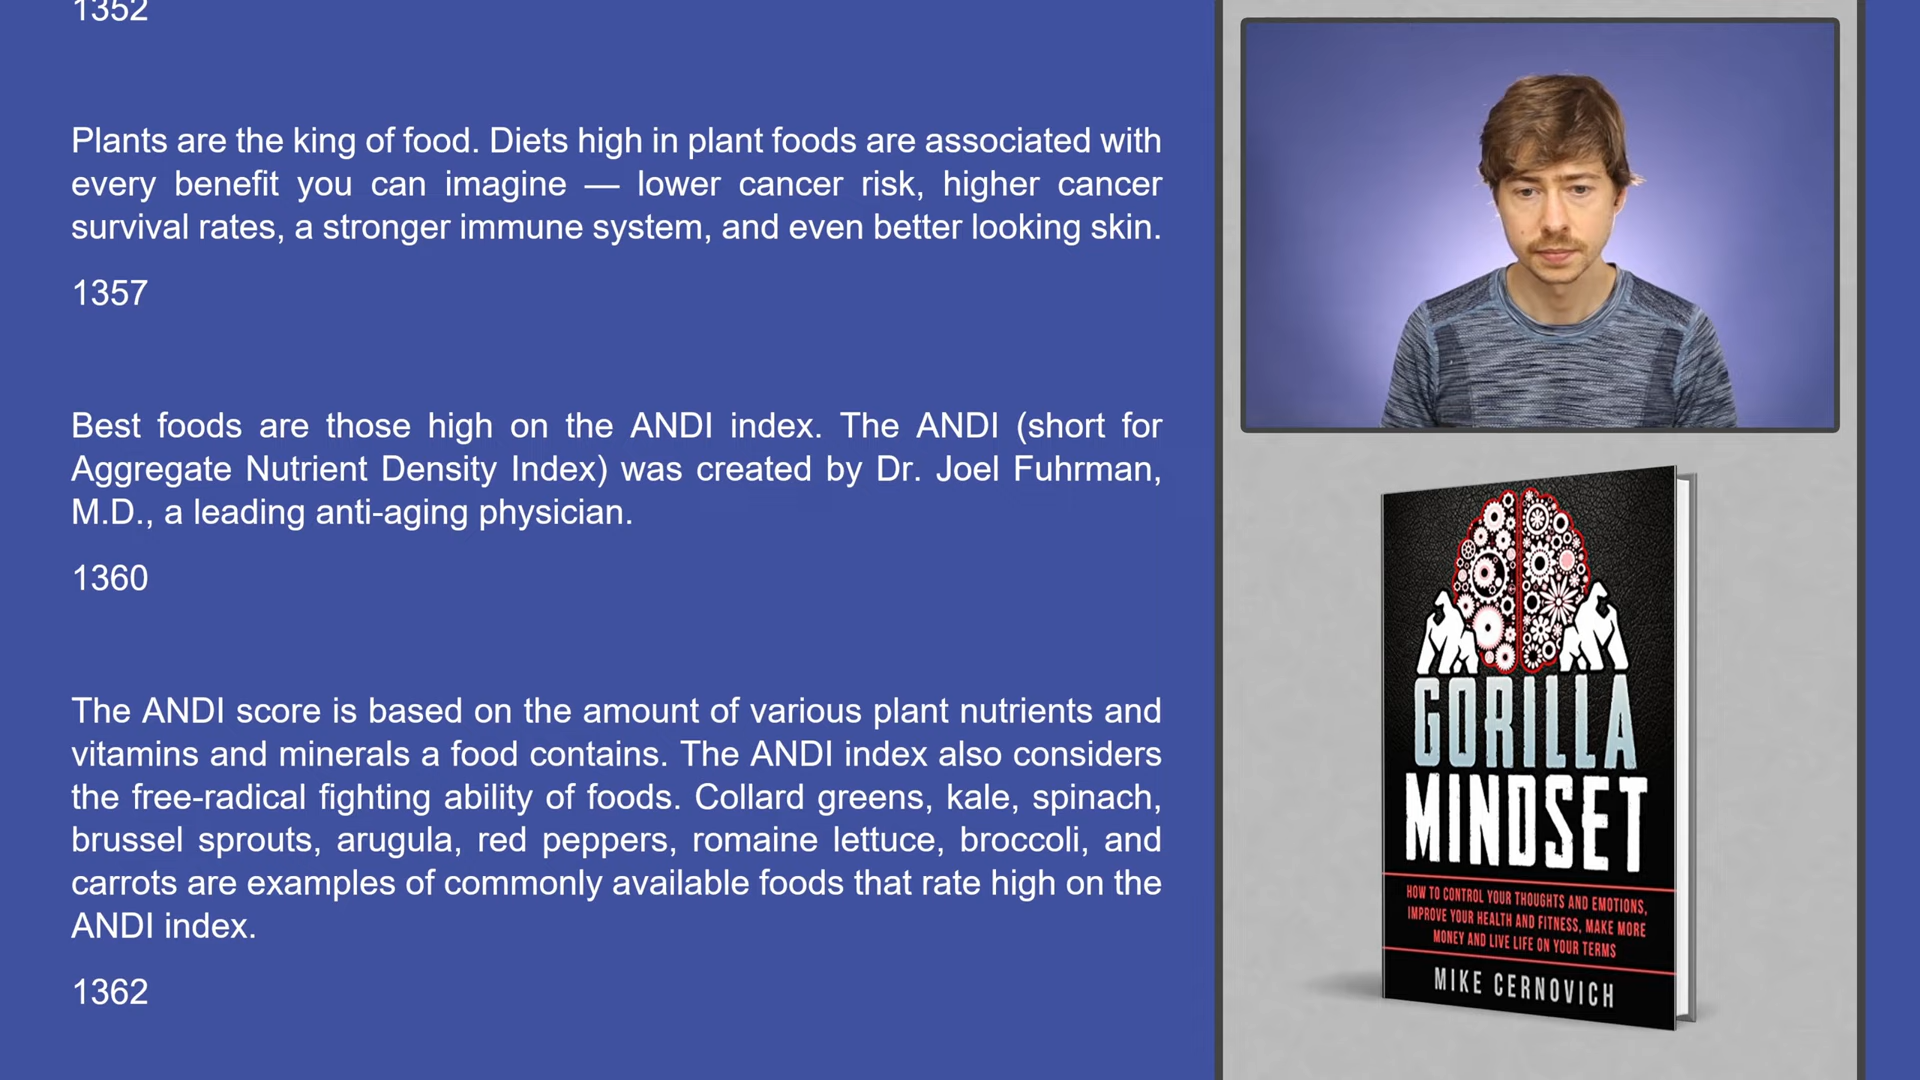 1352
Plants are the king of food. Diets high in plant foods are associated with
every benefit you can imagine — lower cancer risk, higher cancer
survival rates, a stronger immune system, and even better looking skin.
1357
Best foods are those high on the ANDI index. The ANDI (short for
Aggregate Nutrient Density Index) was created by Dr. Joel Fuhrman,
M.D., a leading anti-aging physician.
1360
The ANDI score is based on the amount of various plant nutrients and
vitamins and minerals a food contains. The ANDI index also considers
the free-radical fighting ability of foods. Collard greens, kale, spinach,
brussel sprouts, arugula, red peppers, romaine lettuce, broccoli, and
carrots are examples of commonly available foods that rate high on the
ANDI index.
1362
GORILLA
MINDSET
HOW TO CONTROL YOUR THOUGHTS AND EMOTIONS,
IMPROVE YOUR HEALTH AND FITNESS, MAKE MORE
MONEY AND LIVE LIFE ON YOUR TERMS
MIKE CERNOVICH